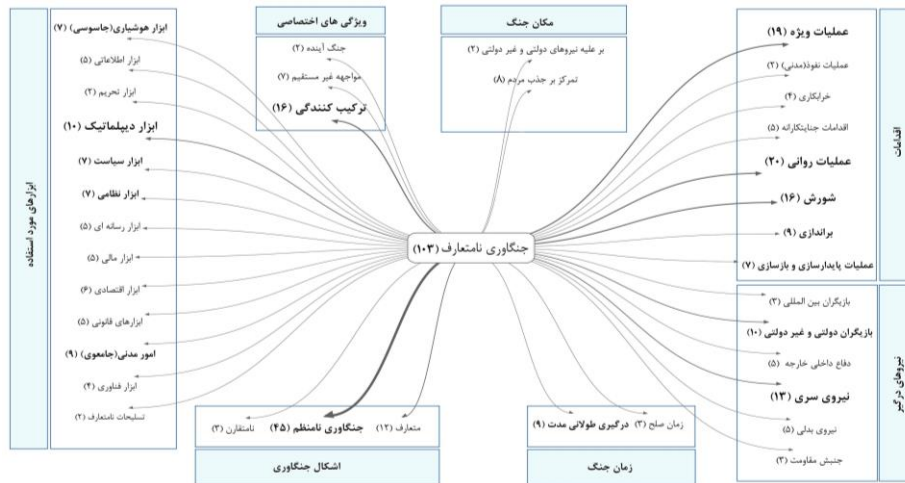 مکان جنگ
بر علیه نیروهای دولتی و غیر دولتی (۲)
تمرکز بر جذب مردم (۸)
ویژگی های اختصاصی
جنگ آینده (۲)
مواجهه غیر مستقیم (۷)
ترکیب کنندگی (۱۶)
اقدامات
عملیات ویژه (۱۹)
عملیات نفوذ(مدنی) (۲)
خرابکاری (۴)
اقدامات جنایتکارانه (۵)
عملیات روانی (۲۰)
شورش (۱۶)
براندازی (۹)
عملیات پایدارسازی و بازسازی (۷)
نیروهای درگیر
بازیگران بین المللی (۳)
بازیگران دولتی و غیر دولتی (۱۰)
دفاع داخلی خارجه (۵)
نیروی سری (۱۳)
نیروی بدلی (۵)
جنبش مقاومت (۳)
جنگاوری نامتعارف (۱۰۳)
ابزارهای مورد استفاده
ابزار هوشیاری(جاسوسی) (۷)
ابزار اطلاعاتی (۵)
ابزار تحریم (۲)
ابزار دیپلماتیک (۱۰)
ابزار سیاست (۷)
ابزار نظامی (۷)
ابزار رسانه ای (۵)
ابزار مالی (۵)
ابزار اقتصادی (۶)
ابزارهای قانونی (۵)
امور مدنی(جامعوی) (۹)
ابزار فناوری (۴)
تسلیحات نامتعارف (۲)
زمان صلح (۳)
درگیری طولانی مدت (۹)
زمان جنگ
متعارف (۱۲)
جنگاوری نامنظم (۴۵)
نامتقارن (۳)
اشکال جنگاوری